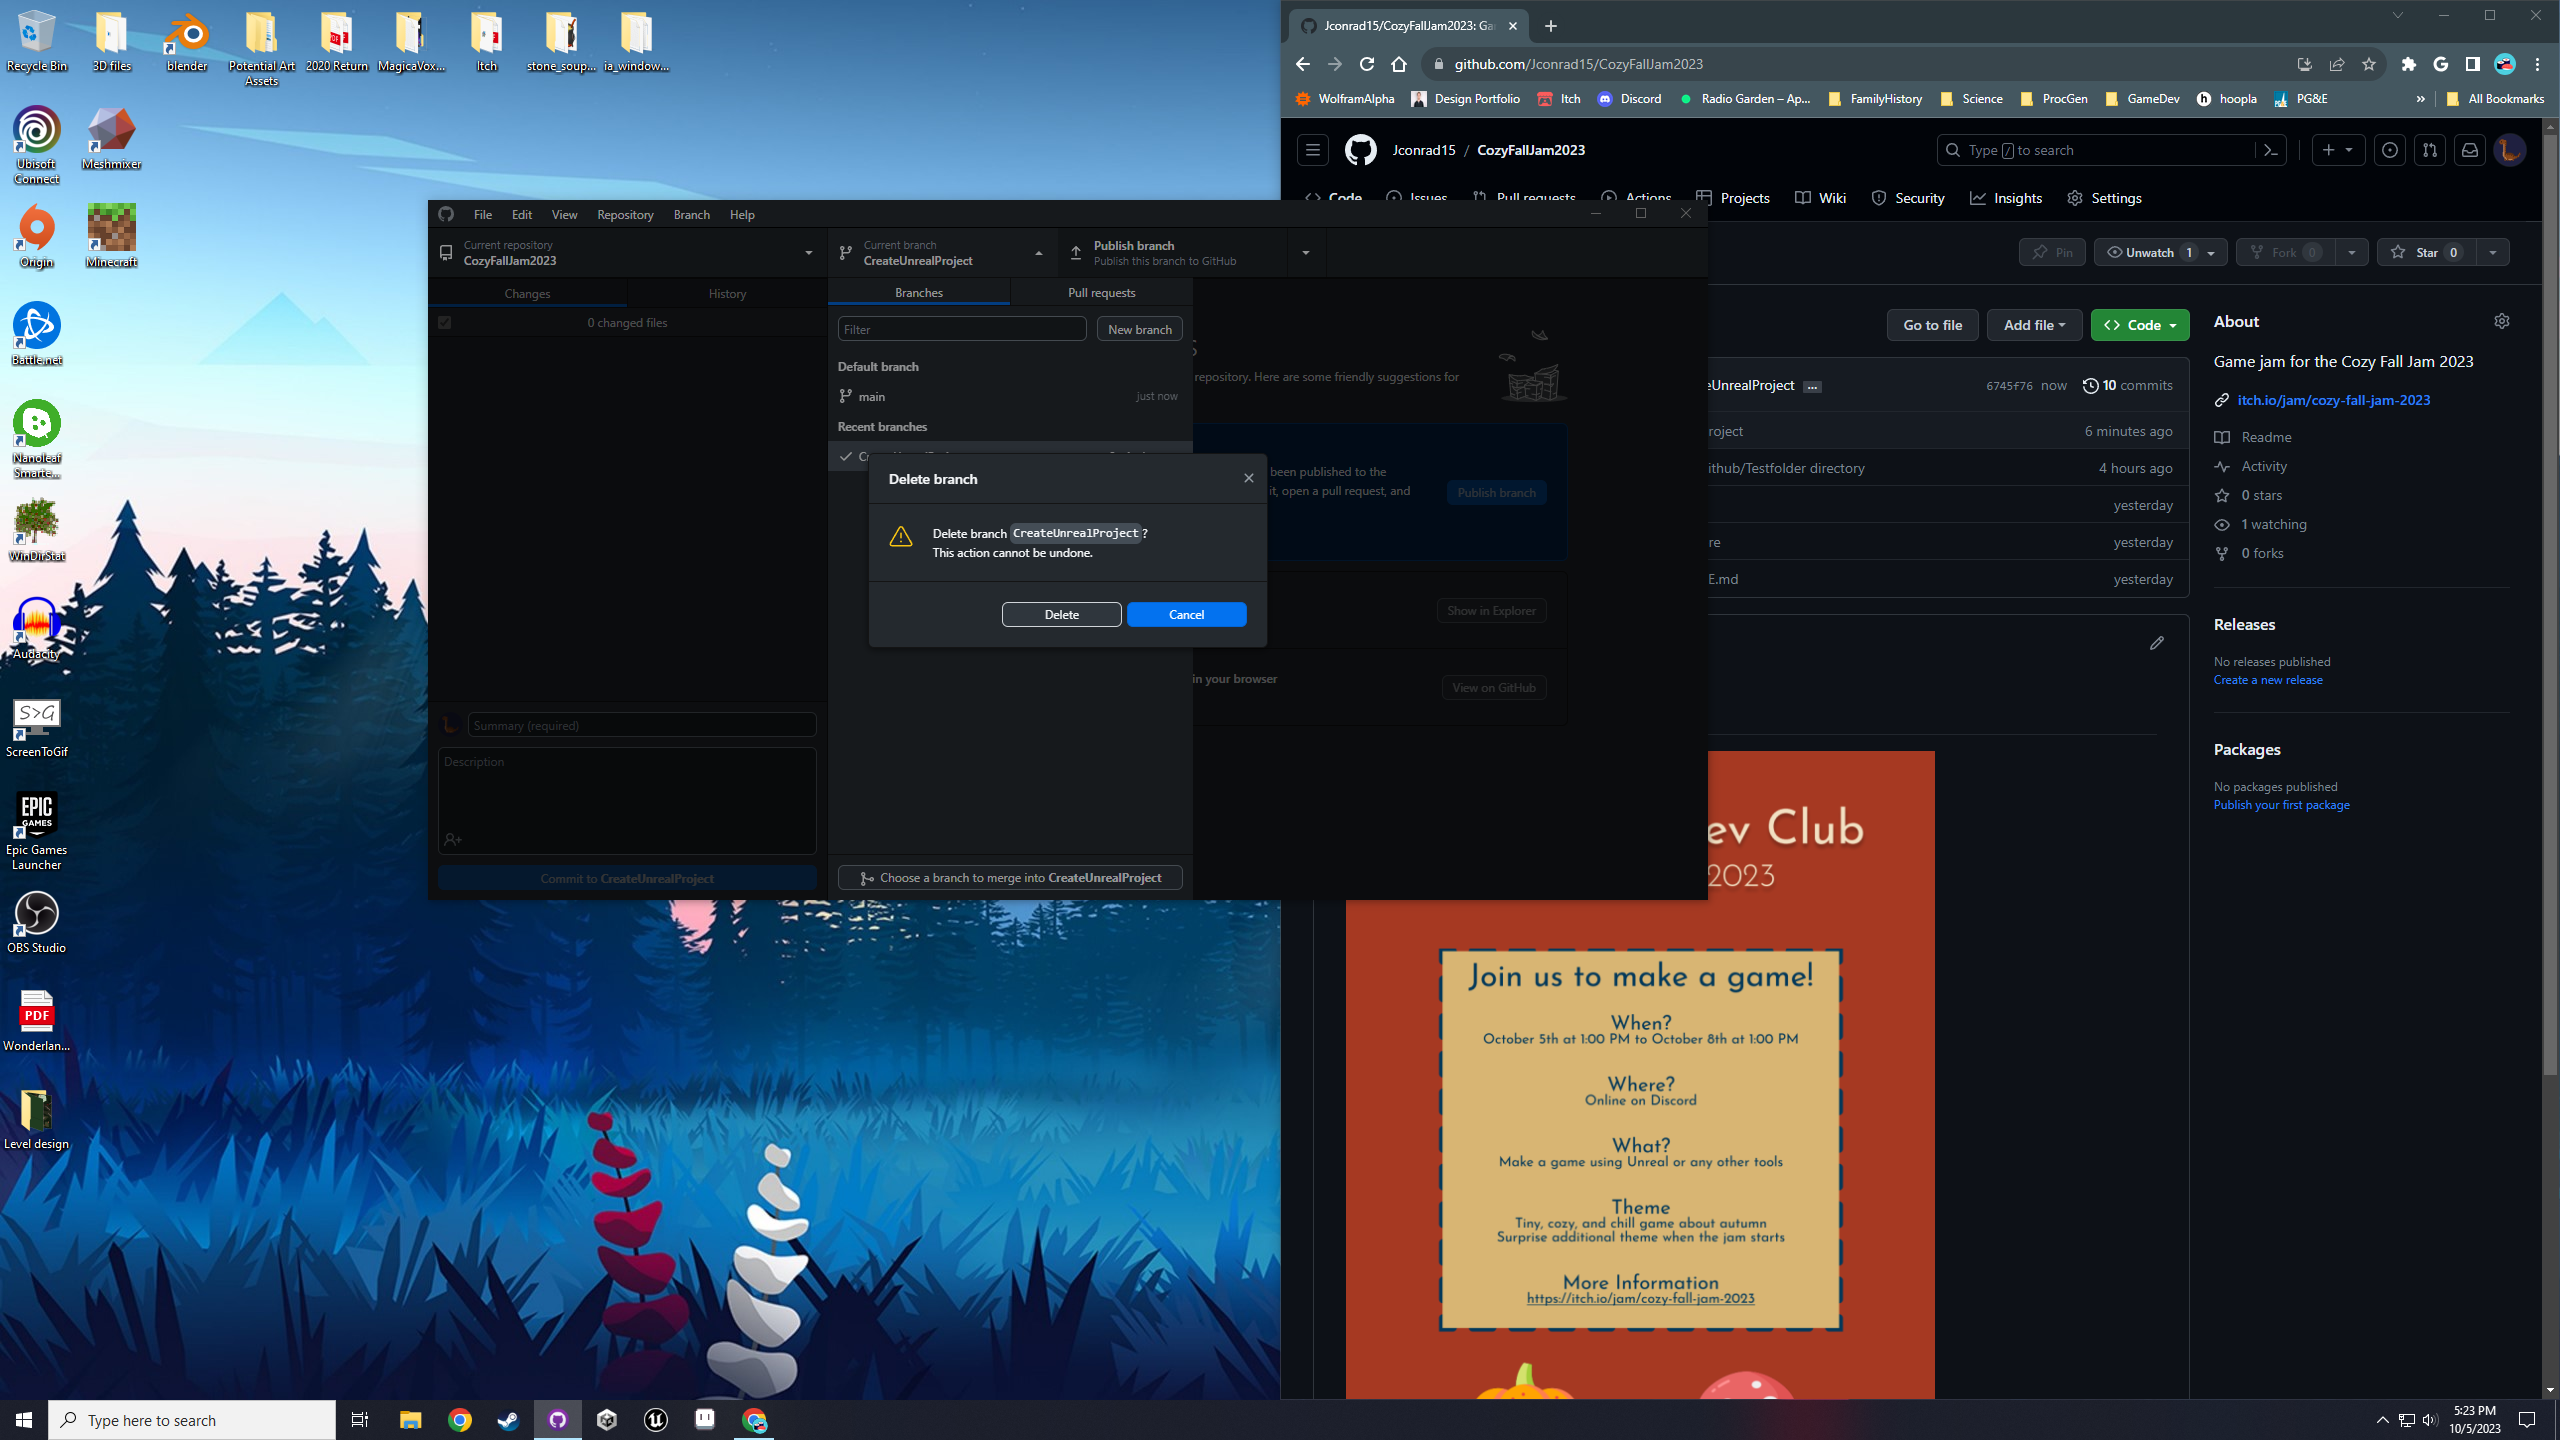 Recycle Bin
3D files
blender
Potential Art
Assets
2020 Return
MagicaVox...
Itch
stone_soup...
ia_window...
Ubisoft
Connect
Meshmixer
Origin
Minecraft
Battle.net
Nanoleaf
Smarte...
WinDirStat
Audacity
S>G
ScreenToGif
EPIC
GAMES
Epic Games
Launcher
OBS Studio
PDF
Wonderlan...
Level design
File Edit View Repository Branch Help
Current repository
CozyFallJam2023
Current branch
CreateUnrealProject
Publish branch
Publish this branch to GitHub
Changes
History
0 changed files
Branches
Pull requests
Filter
New branch
Default branch
main
just now
Recent branches
repository. Here are some friendly suggestions for
been published to the
it, open a pull request, and
Publish branch
Delete branch
Delete branch CreateUnrealProject?
This action cannot be undone.
Delete
Cancel
Show in Explorer
in your browser
View on GitHub
Summary (required)
Description
Commit to CreateUnrealProject
Choose a branch to merge into CreateUnrealProject
Jconrad15/CozyFallJam2023: Ga
github.com/Jconrad15/CozyFallJam2023
WolframAlpha
Design Portfolio
Itch
Discord
Radio Garden – Ap...
FamilyHistory
Science
ProcGen
GameDev
hoopla
PG&E
»
All Bookmarks
Jconrad15 / CozyFallJam2023
Type / to search
Code
Issues
Pull requests
Actions
Projects
Wiki
Security
Insights
Settings
Pin
Unwatch 1
Fork 0
Star 0
Go to file
Add file
Code
eUnrealProject ...
6745f76 now
10 commits
roject
6 minutes ago
ithub/Testfolder directory
4 hours ago
yesterday
re
yesterday
E.md
yesterday
About
Game jam for the Cozy Fall Jam 2023
itch.io/jam/cozy-fall-jam-2023
Readme
Activity
0 stars
1 watching
0 forks
Releases
No releases published
Create a new release
Packages
No packages published
Publish your first package
ev Club
2023
Join us to make a game!
When?
October 5th at 1:00 PM to October 8th at 1:00 PM
Where?
Online on Discord
What?
Make a game using Unreal or any other tools
Theme
Tiny, cozy, and chill game about autumn
Surprise additional theme when the jam starts
More Information
https://itch.io/jam/cozy-fall-jam-2023
Type here to search
5:23 PM
10/5/2023